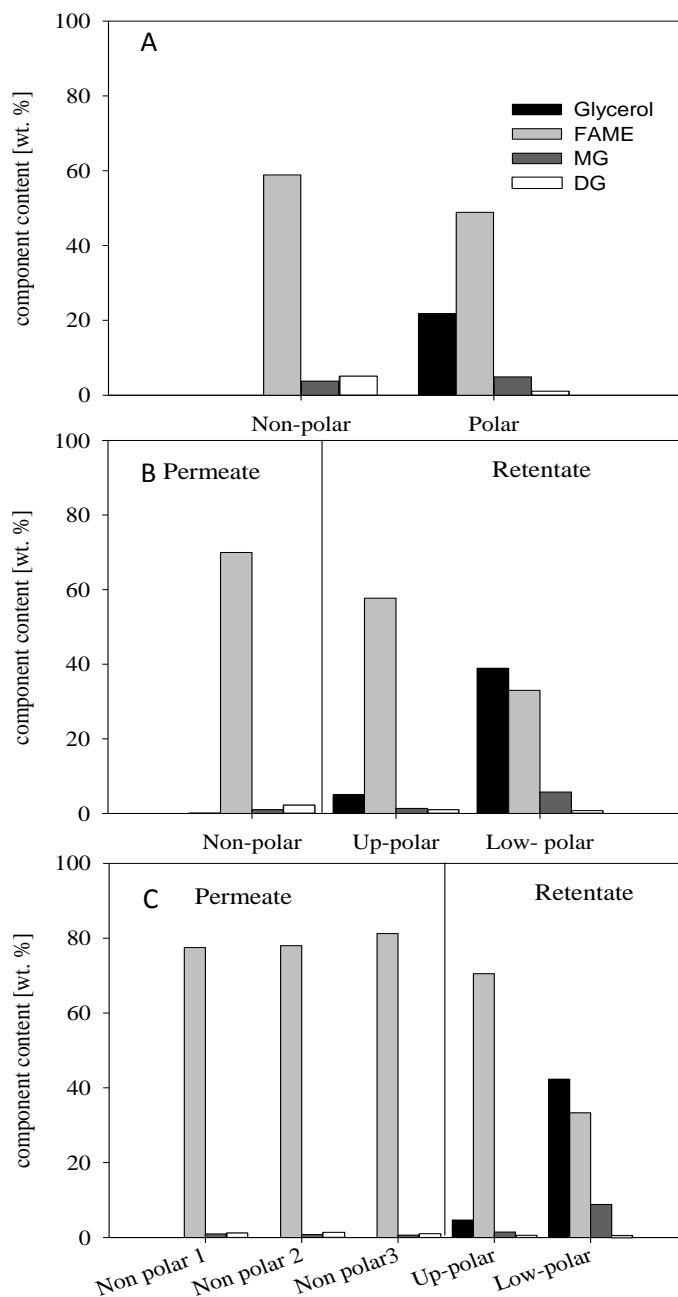 100
A
80
60
40
20
0
component content [wt. %]
Glycerol
FAME
MG
DG
Non-polar Polar
100
B Permeate Retentate
80
60
40
20
0
component content [wt. %]
Non-polar Up-polar Low- polar
100
C Permeate Retentate
80
60
40
20
0
component content [wt. %]
Non polar 1 Non polar 2 Non polar3 Up-polar Low-polar